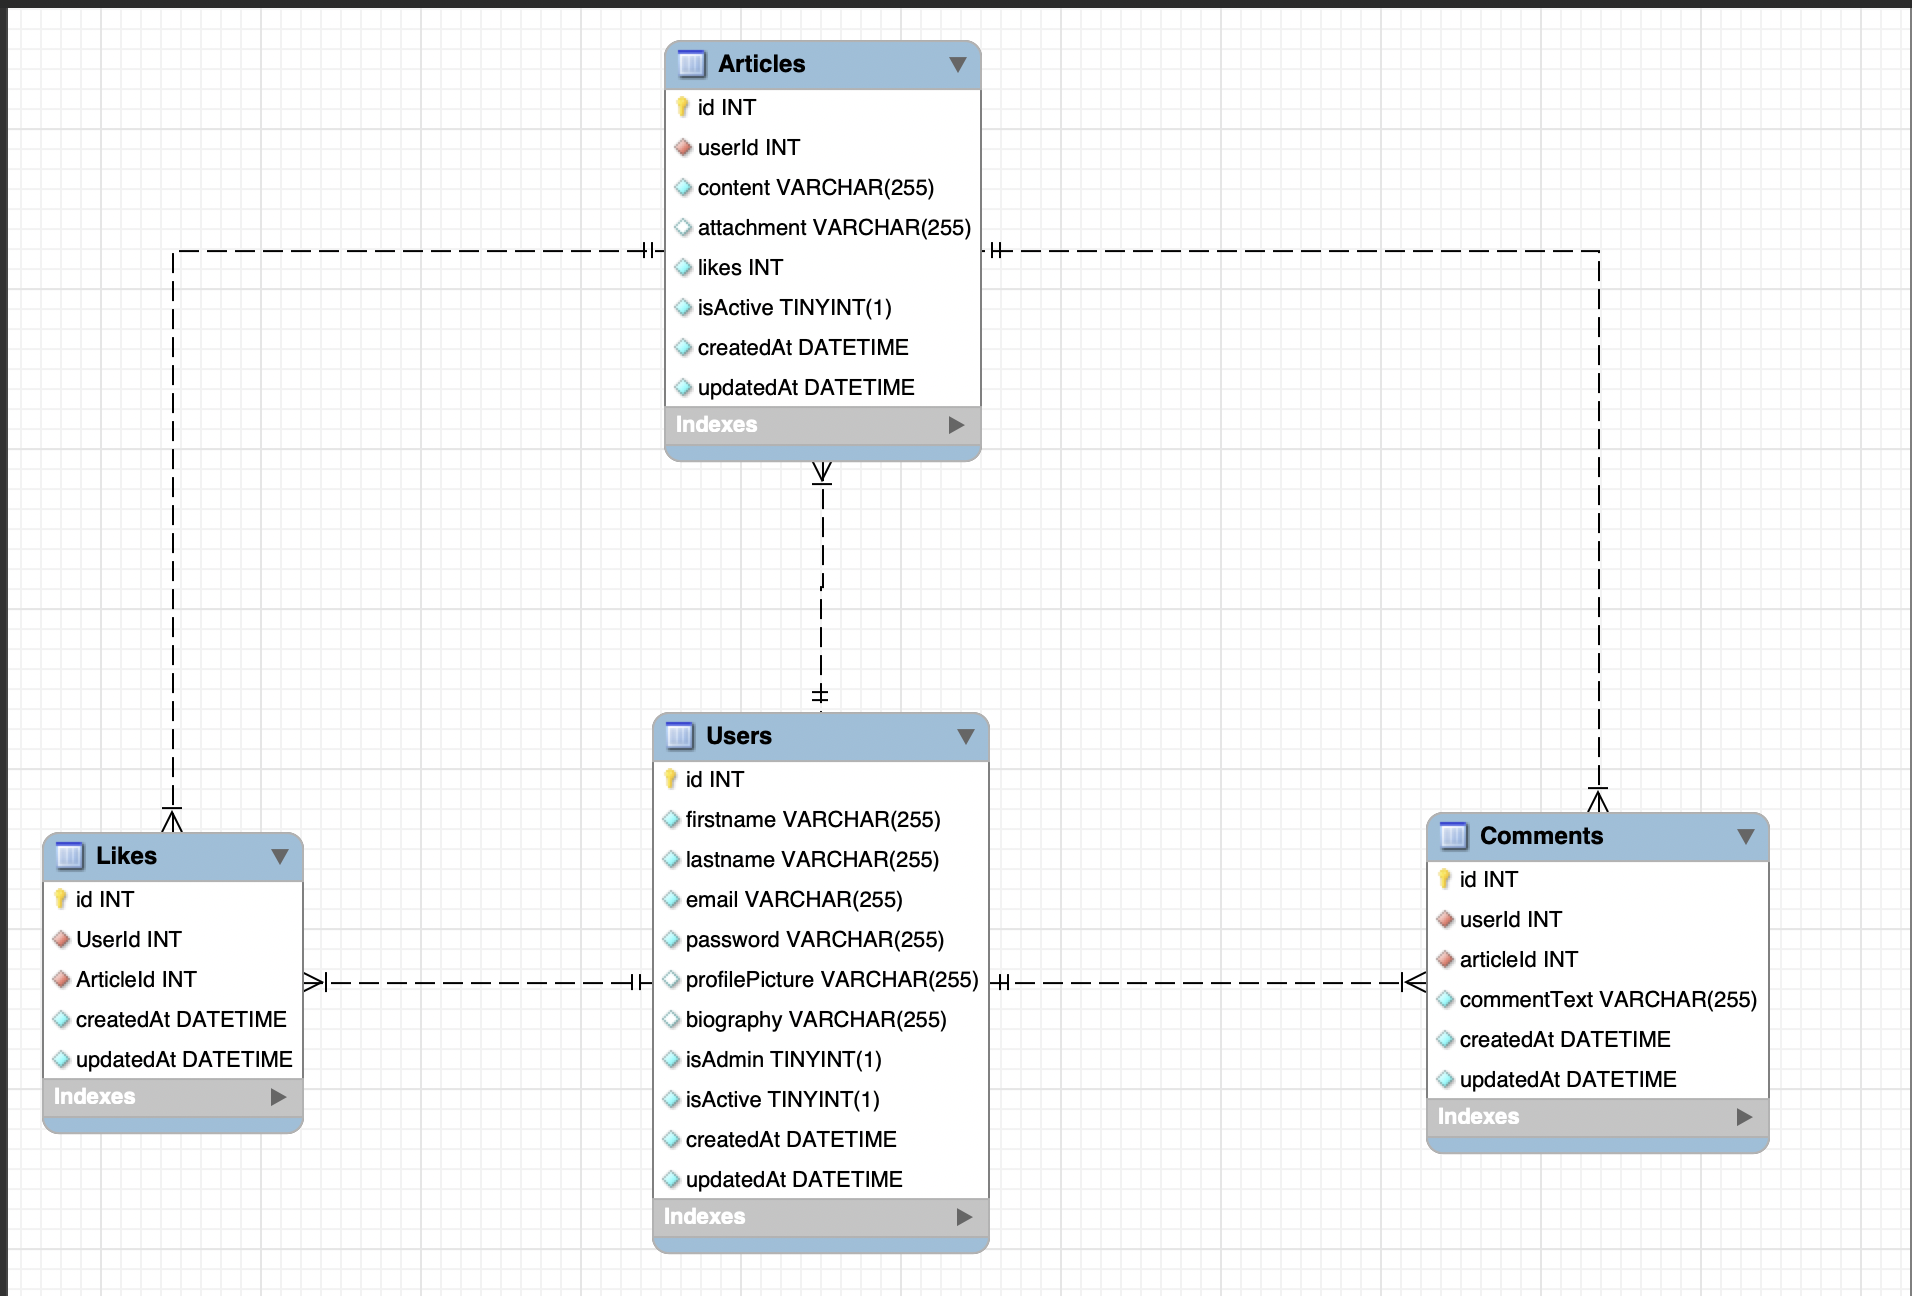 Articles
id INT
userId INT
content VARCHAR(255)
attachment VARCHAR(255)
likes INT
isActive TINYINT(1)
createdAt DATETIME
updatedAt DATETIME
Indexes
Users
id INT
firstname VARCHAR(255)
lastname VARCHAR(255)
email VARCHAR(255)
password VARCHAR(255)
profilePicture VARCHAR(255)
biography VARCHAR(255)
isAdmin TINYINT(1)
isActive TINYINT(1)
createdAt DATETIME
updatedAt DATETIME
Indexes
Likes
id INT
UserId INT
ArticleId INT
createdAt DATETIME
updatedAt DATETIME
Indexes
Comments
id INT
userId INT
articleId INT
commentText VARCHAR(255)
createdAt DATETIME
updatedAt DATETIME
Indexes